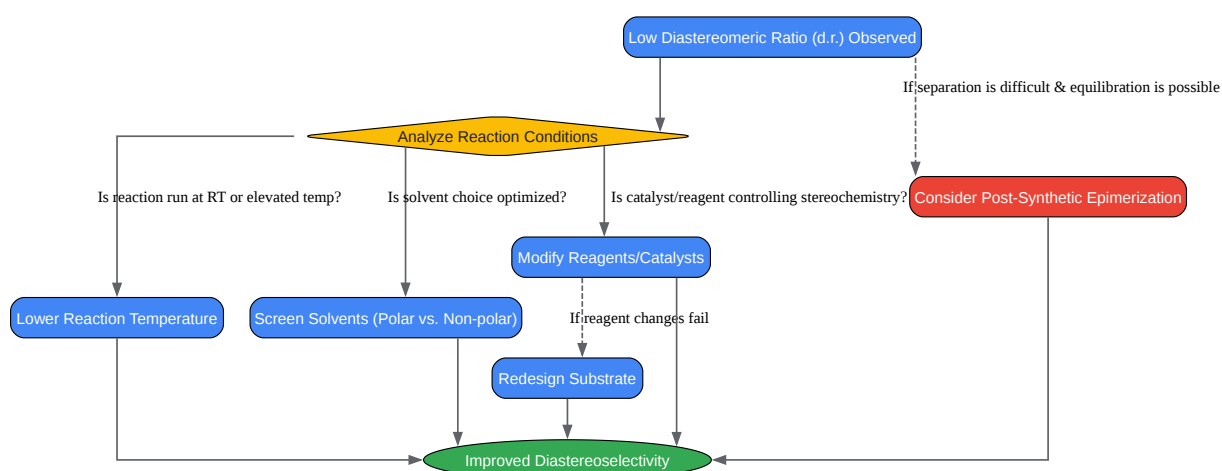 Low Diastereomeric Ratio (d.r.) Observed
If separation is difficult & equilibration is possible
Analyze Reaction Conditions
Is reaction run at RT or elevated temp?
Is solvent choice optimized?
Is catalyst/reagent controlling stereochemistry?
Consider Post-Synthetic Epimerization
Modify Reagents/Catalysts
Lower Reaction Temperature
Screen Solvents (Polar vs. Non-polar)
If reagent changes fail
Redesign Substrate
Improved Diastereoselectivity